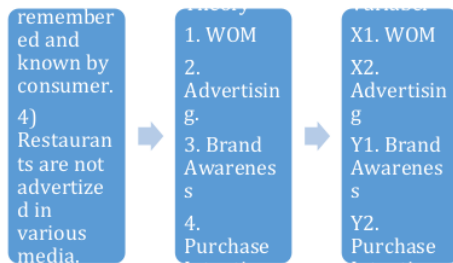 remember
ed and
known by
consumer.
4)
Restauran
ts are not
advertize
d in
various
media.
Theory
1. WOM
2.
Advertisin
g.
3. Brand
Awarenes
s
4.
Purchase
X1. WOM
X2.
Advertisin
g
Y1. Brand
Awarenes
s
Y2.
Purchase